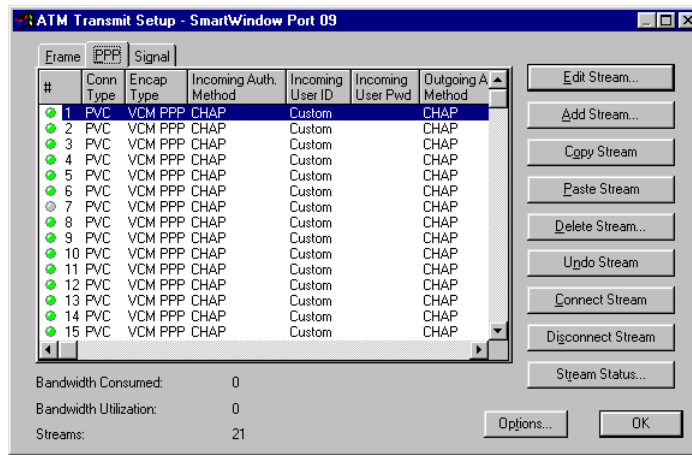 ATM Transmit Setup - SmartWindow Port 09
Frame PPP Signal
# Conn Type Encap Type Incoming Auth. Method Incoming User ID Incoming User Pwd Outgoing A Method
1 PVC VCM PPP CHAP Custom CHAP
2 PVC VCM PPP CHAP Custom CHAP
3 PVC VCM PPP CHAP Custom CHAP
4 PVC VCM PPP CHAP Custom CHAP
5 PVC VCM PPP CHAP Custom CHAP
6 PVC VCM PPP CHAP Custom CHAP
7 PVC VCM PPP CHAP Custom CHAP
8 PVC VCM PPP CHAP Custom CHAP
9 PVC VCM PPP CHAP Custom CHAP
10 PVC VCM PPP CHAP Custom CHAP
11 PVC VCM PPP CHAP Custom CHAP
12 PVC VCM PPP CHAP Custom CHAP
13 PVC VCM PPP CHAP Custom CHAP
14 PVC VCM PPP CHAP Custom CHAP
15 PVC VCM PPP CHAP Custom CHAP
Edit Stream...
Add Stream...
Copy Stream
Paste Stream
Delete Stream...
Undo Stream
Connect Stream
Disconnect Stream
Stream Status...
Bandwidth Consumed: 0
Bandwidth Utilization: 0
Streams: 21
Options...
OK